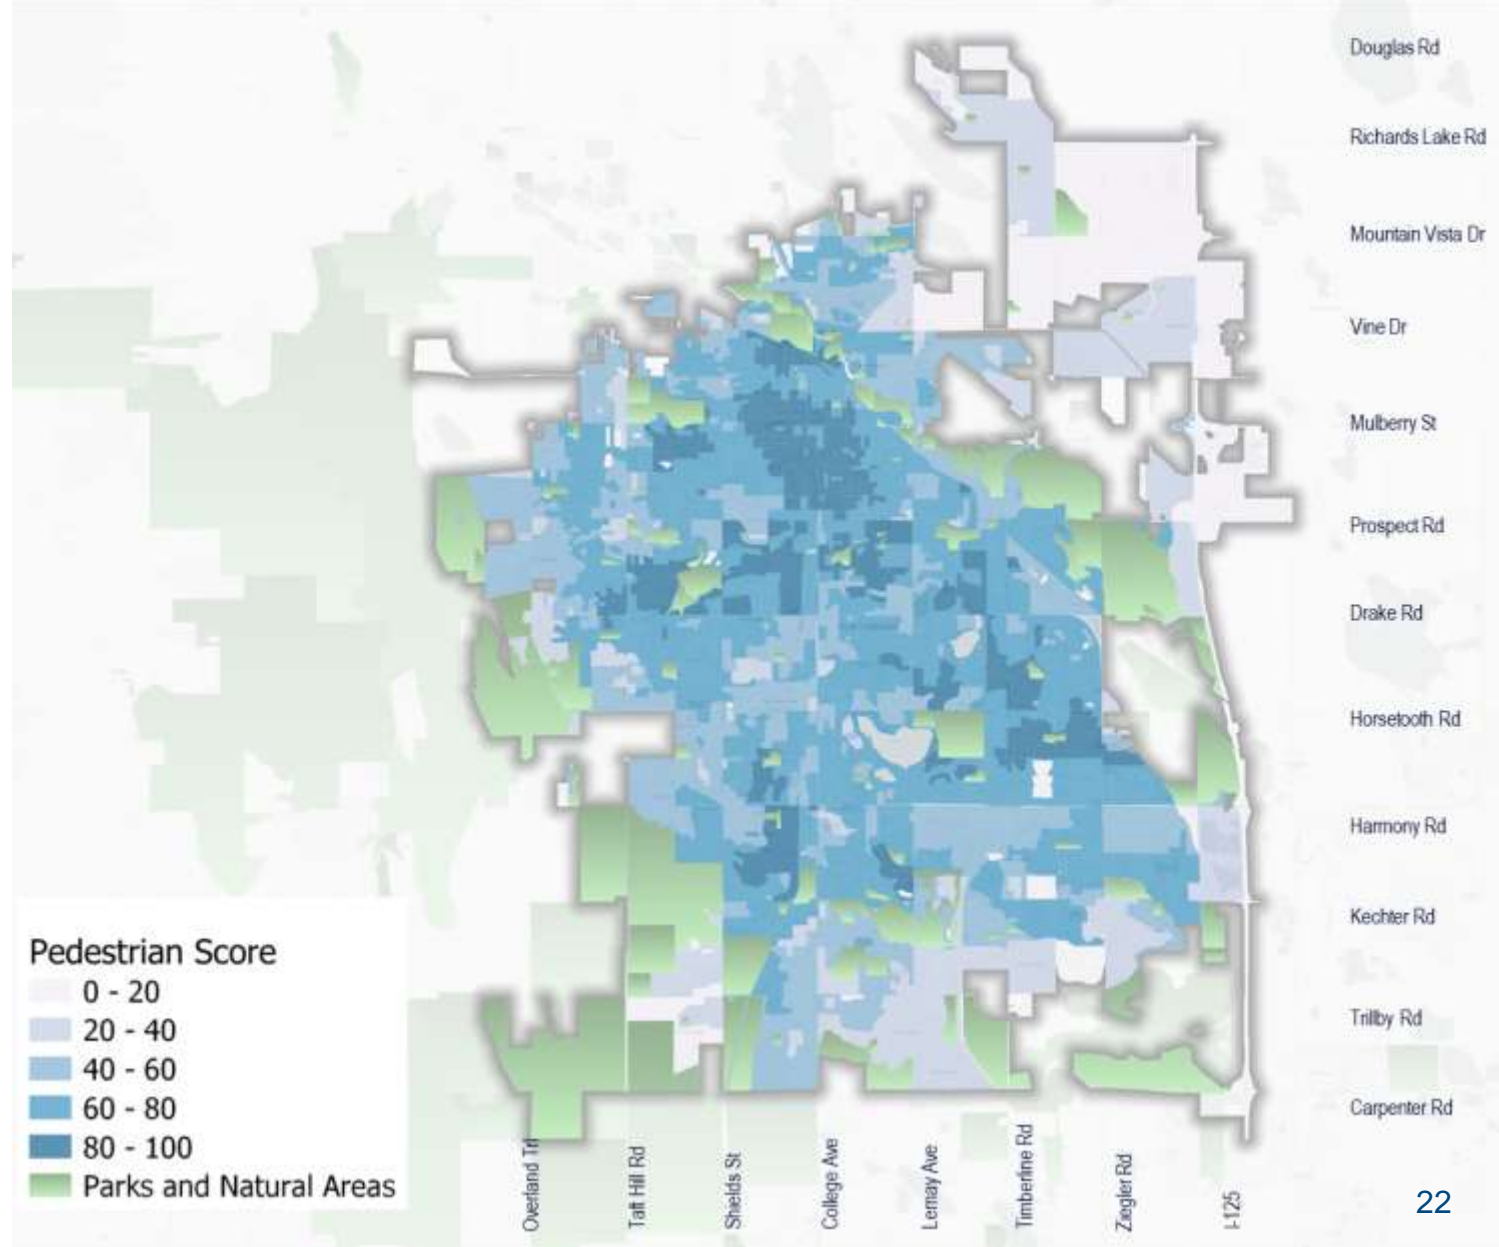 Douglas Rd
Richards Lake Rd
Mountain Vista Dr
Vine Dr
Mulberry St
Prospect Rd
Drake Rd
Horsetooth Rd
Harmony Rd
Kechter Rd
Trillby Rd
Carpenter Rd
Pedestrian Score
0 - 20
20 - 40
40 - 60
60 - 80
80 - 100
Parks and Natural Areas
Overland Trl
Taft Hill Rd
Shields St
College Ave
Lemay Ave
Timberline Rd
Ziegler Rd
I-125
22